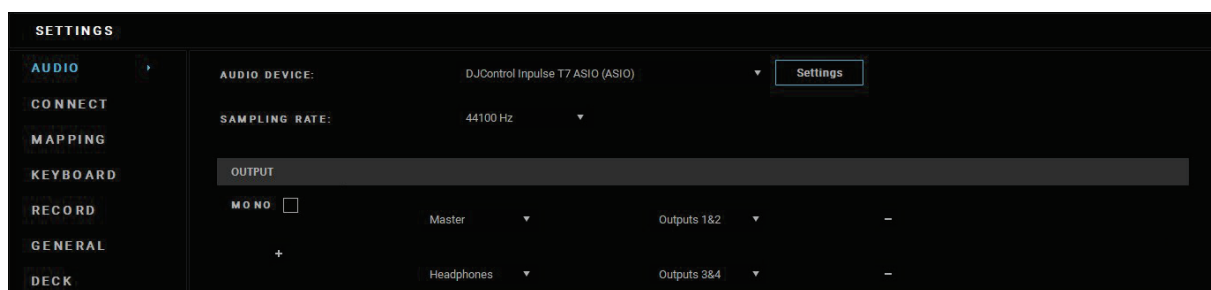 SETTINGS
AUDIO
CONNECT
MAPPING
KEYBOARD
RECORD
GENERAL
DECK
AUDIO DEVICE: DJControl Inpulse T7 ASIO (ASIO) Settings
SAMPLING RATE: 44100 Hz
OUTPUT
MONO
Master Outputs 1&2 –
+
Headphones Outputs 3&4 –